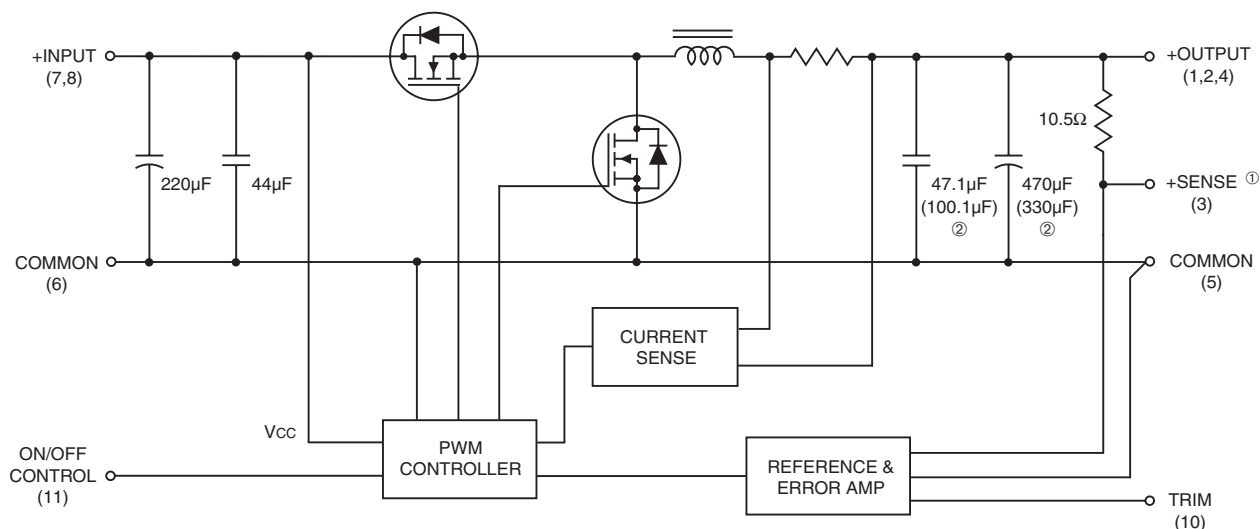 +INPUT
(7,8)
+OUTPUT
(1,2,4)
10.5Ω
220µF
44µF
47.1µF
(100.1µF)
②
470µF
(330µF)
②
+SENSE ①
(3)
COMMON
(6)
COMMON
(5)
CURRENT
SENSE
VCC
PWM
CONTROLLER
ON/OFF
CONTROL
(11)
REFERENCE &
ERROR AMP
TRIM
(10)